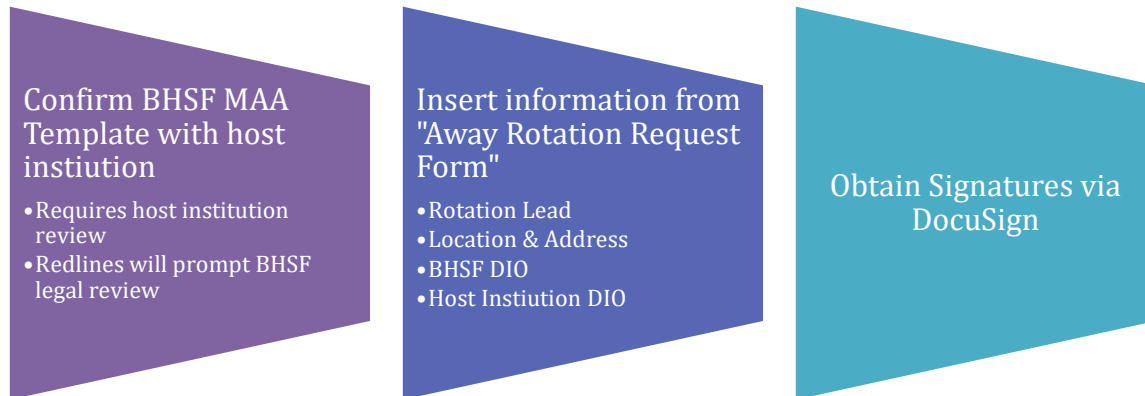 Confirm BHSF MAA
Template with host
instiution
•Requires host institution
review
•Redlines will prompt BHSF
legal review
Insert information from
"Away Rotation Request
Form"
•Rotation Lead
•Location & Address
•BHSF DIO
•Host Instiution DIO
Obtain Signatures via
DocuSign